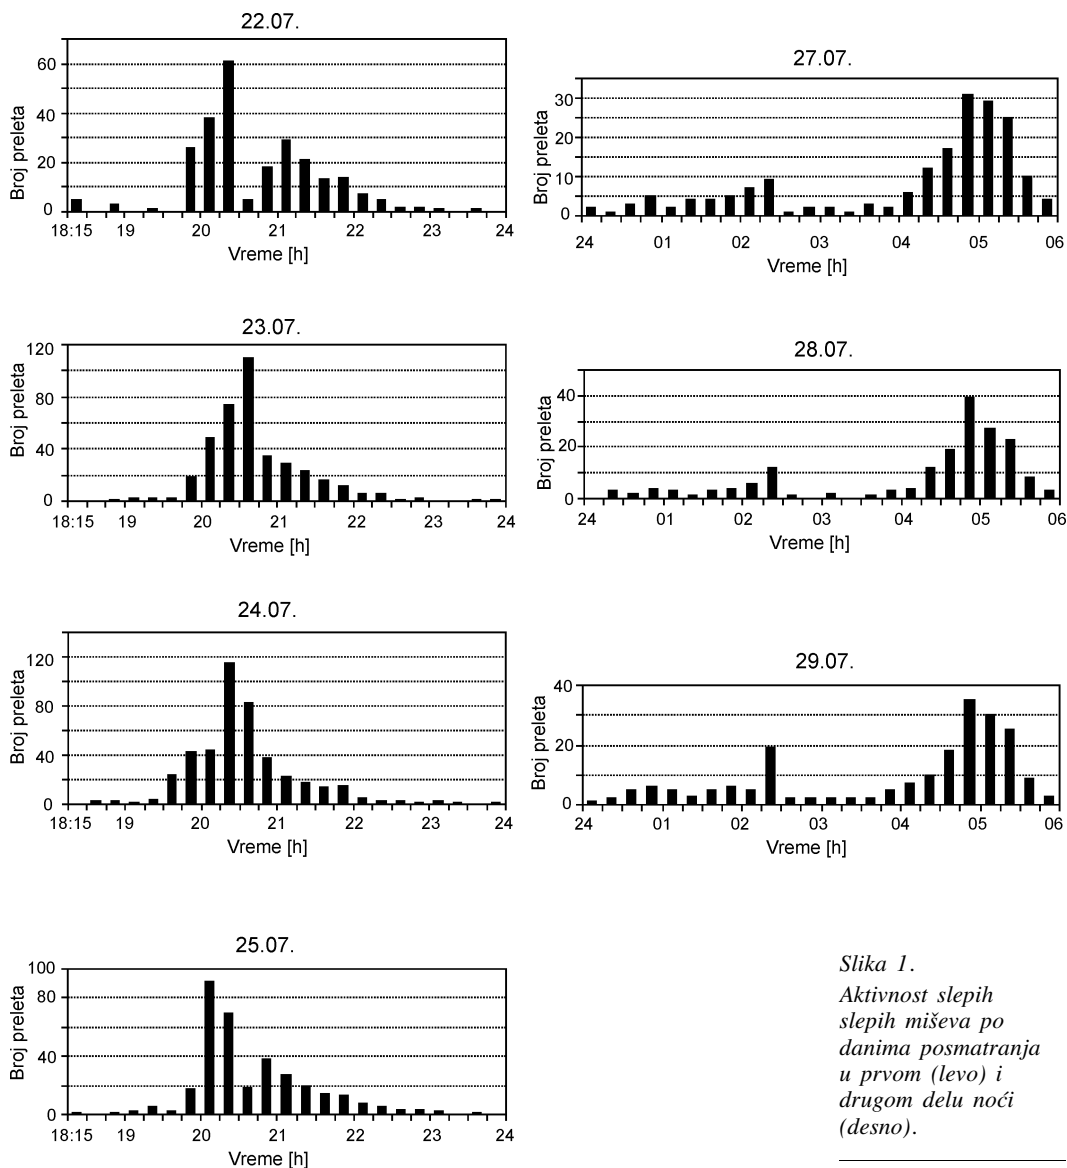 22.07.
Broj preleta
60
40
20
0
18:15 19 20 21 22 23 24
Vreme [h]
23.07.
Broj preleta
120
80
40
0
18:15 19 20 21 22 23 24
Vreme [h]
24.07.
Broj preleta
120
80
40
0
18:15 19 20 21 22 23 24
Vreme [h]
25.07.
Broj preleta
100
80
40
0
18:15 19 20 21 22 23 24
Vreme [h]
27.07.
Broj preleta
30
20
10
0
24 01 02 03 04 05 06
Vreme [h]
28.07.
Broj preleta
40
20
0
24 01 02 03 04 05 06
Vreme [h]
29.07.
Broj preleta
40
20
0
24 01 02 03 04 05 06
Vreme [h]
Slika 1.
Aktivnost slepih
slepih miševa po
danima posmatranja
u prvom (levo) i
drugom delu noći
(desno).